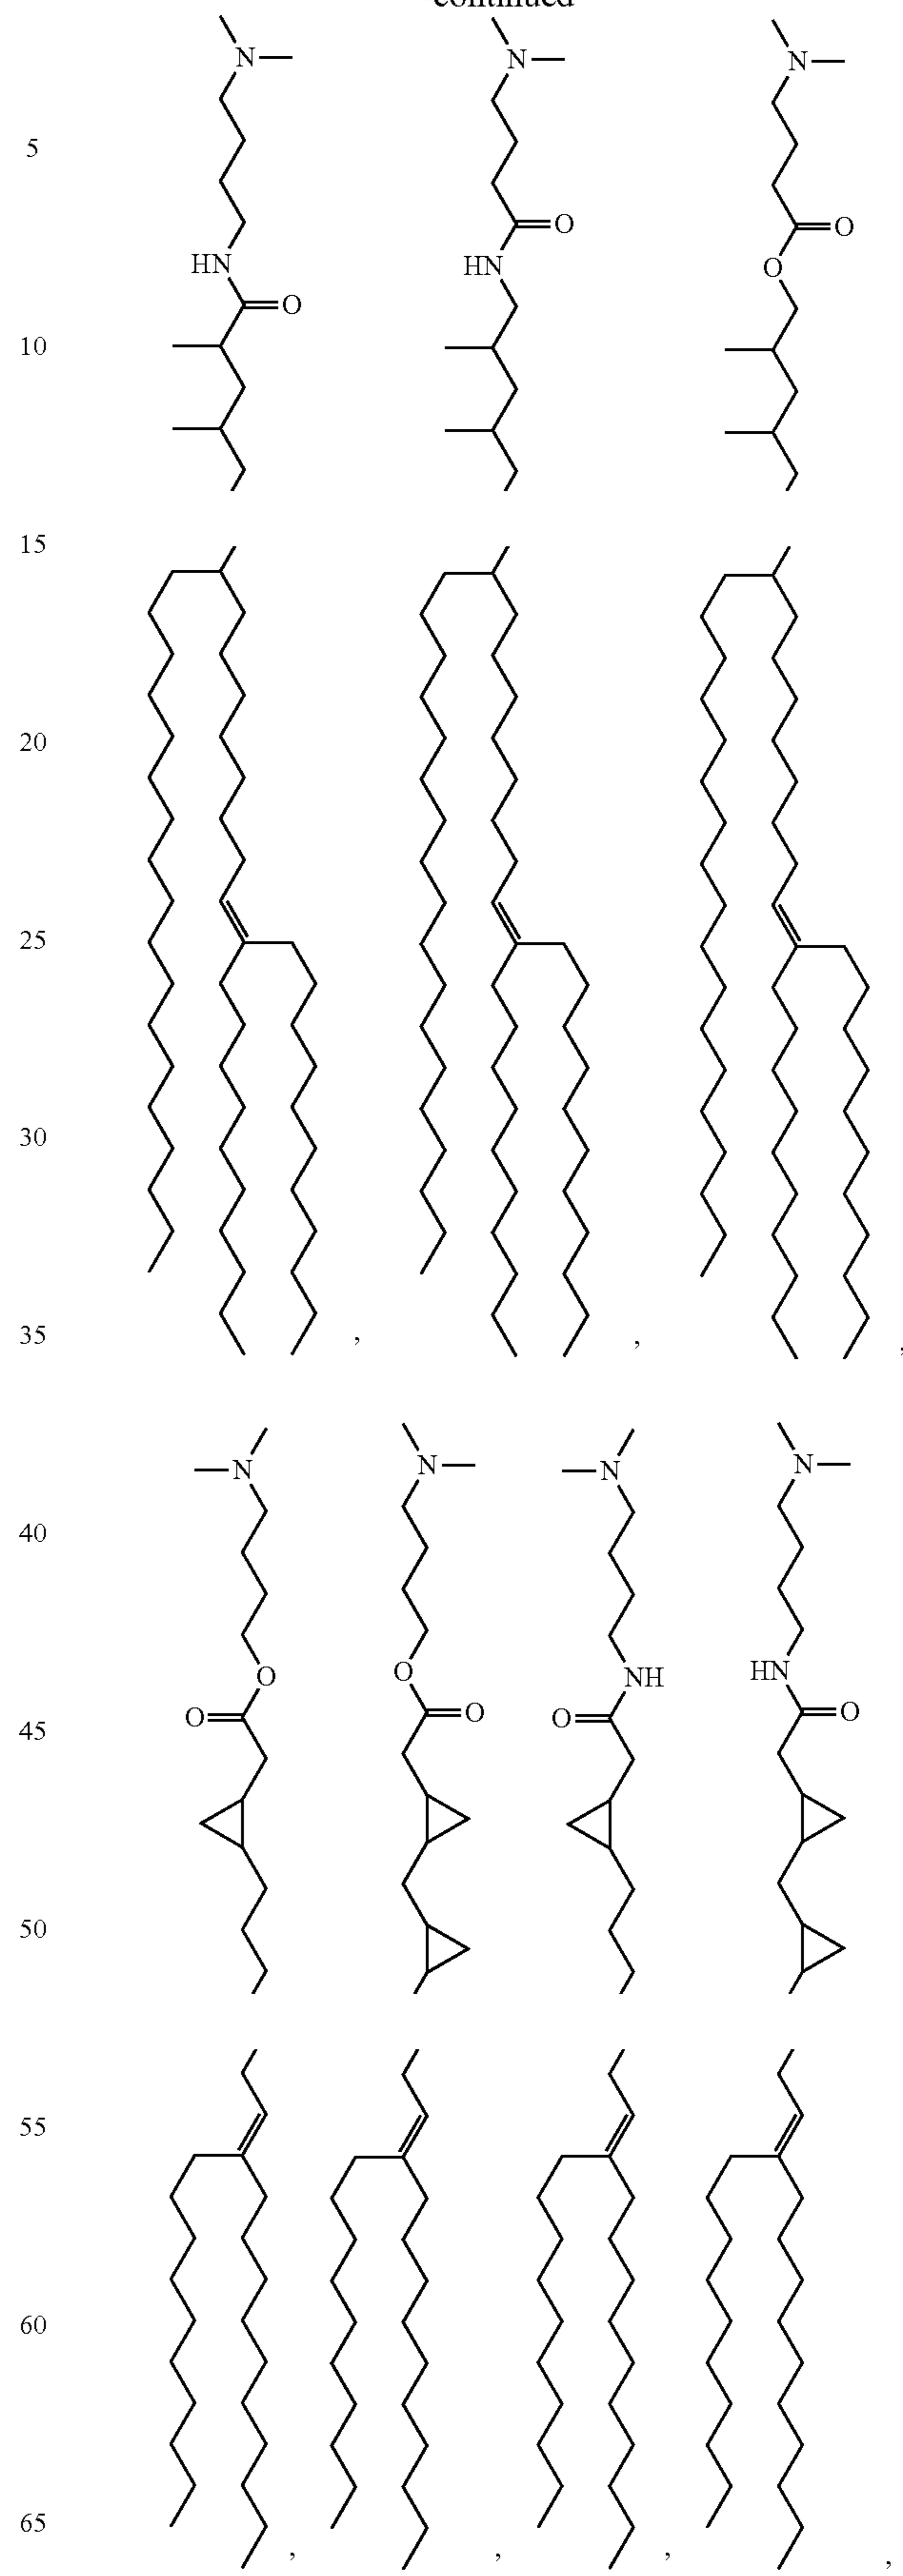 -continued
N N N
5
O
HN O HN O
10
15
20
25
30
35 , , ,
N N N N
40
O O NH HN
45 O O O O
50
55
60
65 , , , ,